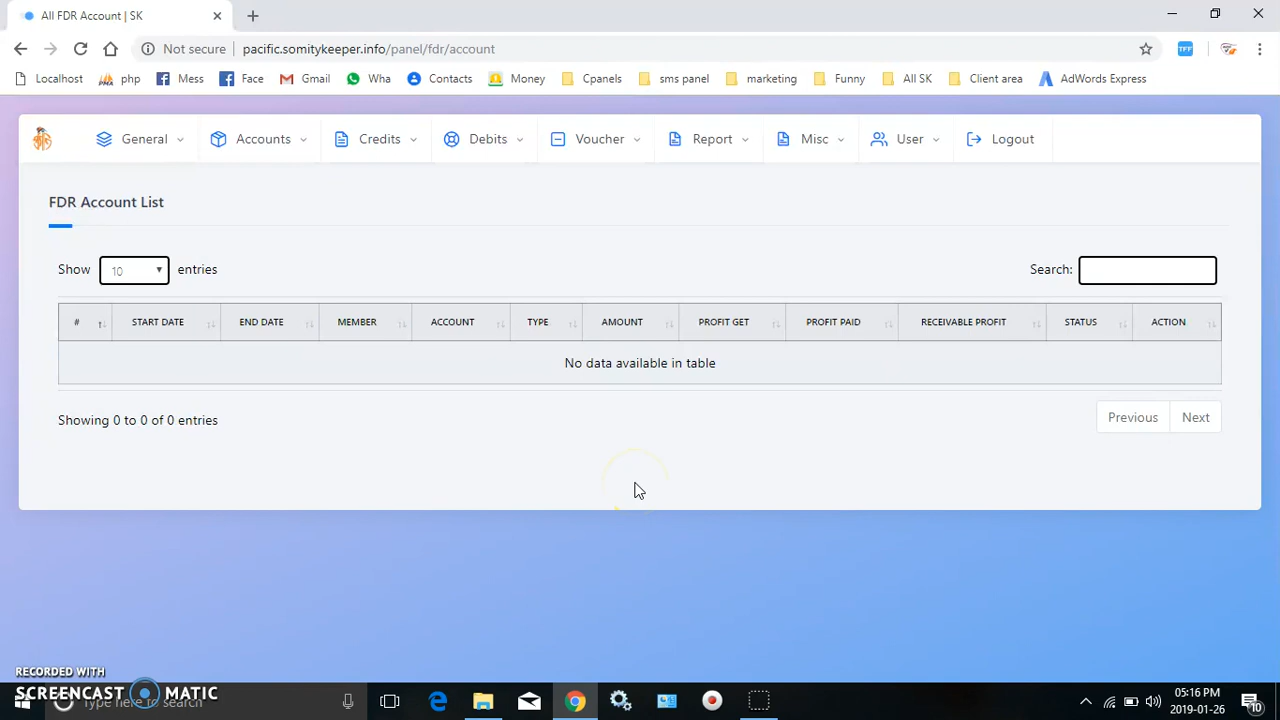 All FDR Account | SK
Not secure | pacific.somitykeeper.info/panel/fdr/account
Localhost php Mess Face Gmail Wha Contacts Money Cpanels sms panel marketing Funny All SK Client area AdWords Express
General Accounts Credits Debits Voucher Report Misc User Logout
FDR Account List
Show 10 entries Search:
# START DATE END DATE MEMBER ACCOUNT TYPE AMOUNT PROFIT GET PROFIT PAID RECEIVABLE PROFIT STATUS ACTION
No data available in table
Showing 0 to 0 of 0 entries Previous Next
RECORDED WITH
SCREENCAST MATIC
Type here to search
05:16 PM
2019-01-26
10